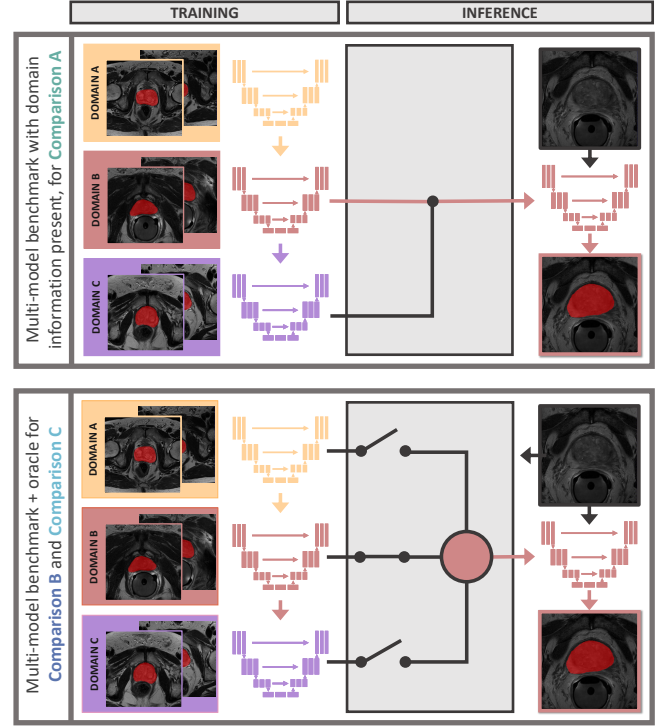 TRAINING
INFERENCE
Multi-model benchmark with domain
information present, for Comparison A
DOMAIN A
DOMAIN B
DOMAIN C
Multi-model benchmark + oracle for
Comparison B and Comparison C
DOMAIN A
DOMAIN B
DOMAIN C